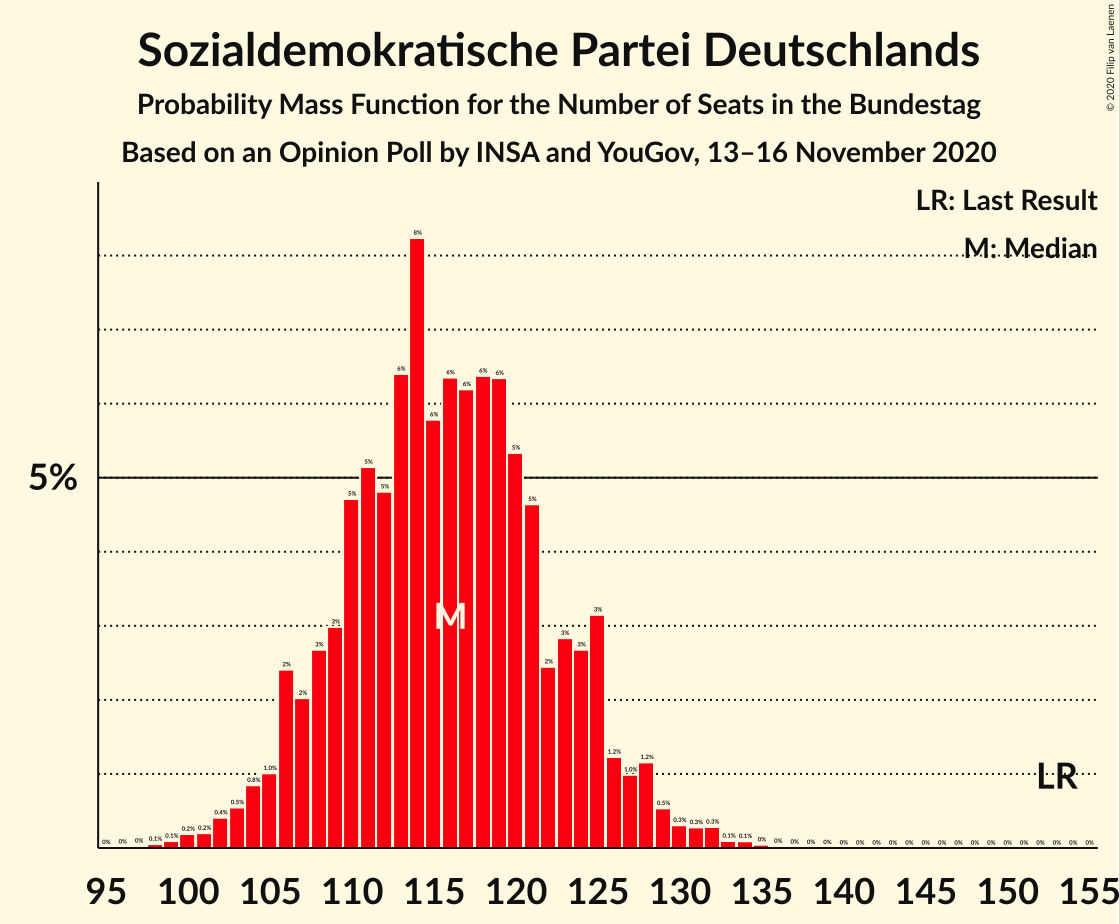 Sozialdemokratische Partei Deutschlands
Probability Mass Function for the Number of Seats in the Bundestag
Based on an Opinion Poll by INSA and YouGov, 13–16 November 2020
© 2020 Filip van Laenen
LR: Last Result
M: Median
5%
0% 0% 0% 0.1% 0.1% 0.2% 0.2% 0.4% 0.5% 0.8% 1.0% 2% 2% 3% 3% 5% 5% 5% 6% 8% 6% 6% 6% 6% 6% 5% 5% 2% 3% 3% 3% 1.2% 1.0% 1.2% 0.5% 0.3% 0.3% 0.3% 0.1% 0.1% 0% 0% 0% 0% 0% 0% 0% 0% 0% 0% 0% 0% 0% 0% 0% 0% 0% 0% 0% 0% 0%
M
LR
95 100 105 110 115 120 125 130 135 140 145 150 155